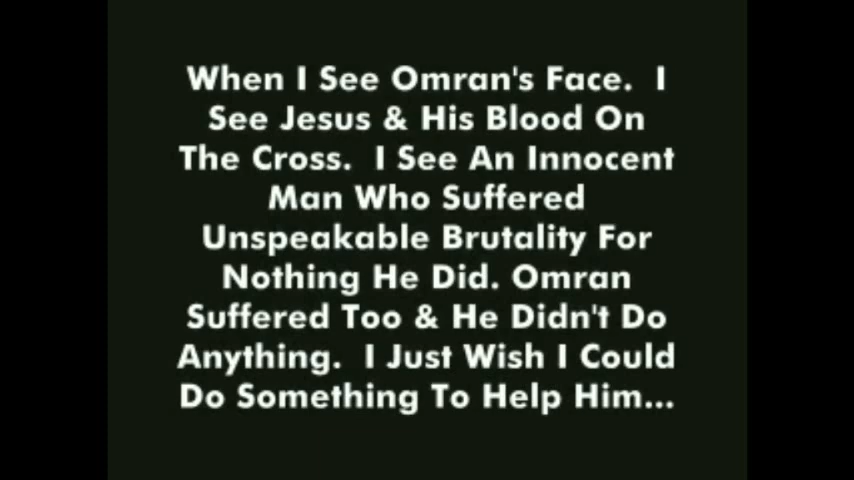 When I See Omran's Face.  I
See Jesus & His Blood On
The Cross.  I See An Innocent
Man Who Suffered
Unspeakable Brutality For
Nothing He Did. Omran
Suffered Too & He Didn't Do
Anything.  I Just Wish I Could
Do Something To Help Him...